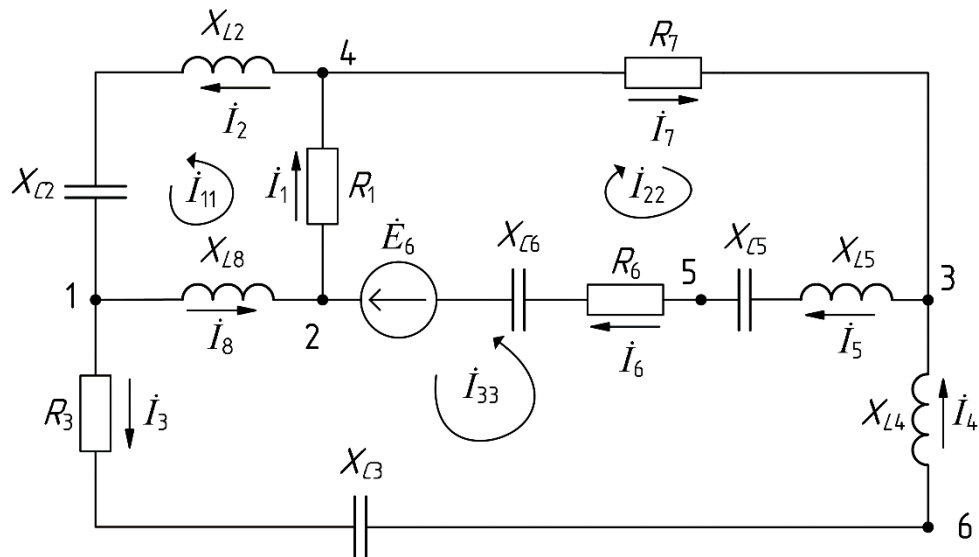 X_L2
4
R_7
İ_2
İ_7
X_C2
İ_11
İ_1
R_1
İ_22
X_L8
Ė_6
X_C6
R_6
5
X_C5
X_L5
3
1
İ_8
2
İ_6
İ_5
R_3
İ_3
İ_33
X_L4
İ_4
X_C3
6